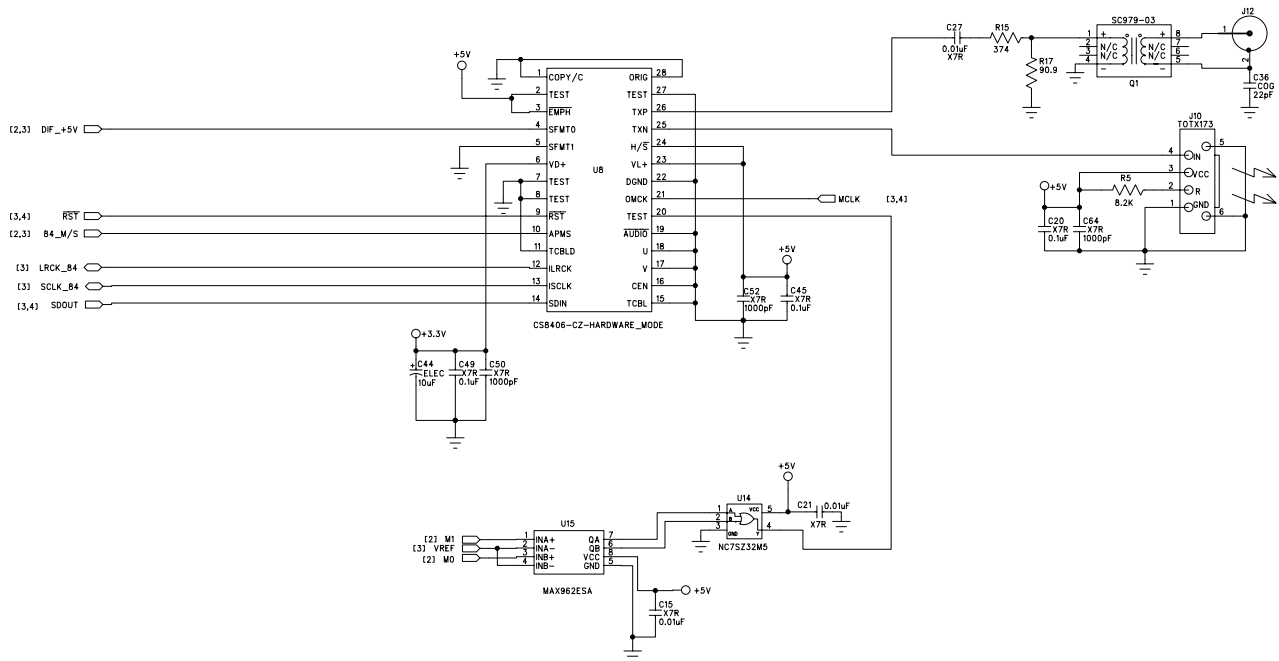 J12
SC979-03
C27
0.01uF
X7R
R15
374
R17
90.9
1
2
3
4
+
N/C
N/C
-
+
N/C
N/C
-
8
7
6
5
Q1
1
2
C36
COG
22pF
+5V
1 COPY/C ORIG 28
2 TEST TEST 27
3 EMPH TXP 26
[2,3] DIF_+5V 4 SFMT0 TXN 25
5 SFMT1 H/S 24
6 VD+ U8 VL+ 23
7 TEST DGND 22
8 TEST OMCK 21 MCLK [3,4]
[3,4] RST 9 RST TEST 20
[2,3] 84_M/S 10 APMS AUDIO 19
11 TCBLD U 18
[3] LRCK_84 12 ILRCK V 17
[3] SCLK_84 13 ISCLK CEN 16
[3,4] SDOUT 14 SDIN TCBL 15
CS8406-CZ-HARDWARE_MODE
J10
TOTX173
4 IN 5
3 VCC
2 R
1 GND 6
+5V
R5
8.2K
C20
X7R
0.1uF
C64
X7R
1000pF
+5V
C52
X7R
1000pF
C45
X7R
0.1uF
+3.3V
+
C44
ELEC
10uF
C49
X7R
0.1uF
C50
X7R
1000pF
+5V
U14
1 A VCC 5
2 B
3 GND Y 4
NC7SZ32M5
C21
0.01uF
X7R
U15
[2] M1 1 INA+ QA 7
[3] VREF 2 INA- QB 6
[2] M0 3 INB+ VCC 8
4 INB- GND 5
MAX962ESA
+5V
C15
X7R
0.01uF